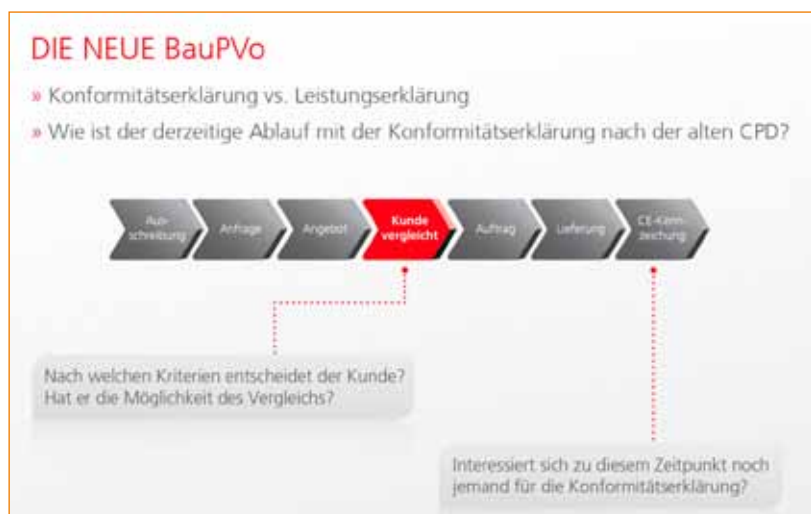 DIE NEUE BauPVo
» Konformitätserklärung vs. Leistungserklärung
» Wie ist der derzeitige Ablauf mit der Konformitätserklärung nach der alten CPD?
Aus-
schreibung
Anfrage
Angebot
Kunde
vergleicht
Auftrag
Lieferung
CE-Kenn-
zeichung
Nach welchen Kriterien entscheidet der Kunde?
Hat er die Möglichkeit des Vergleichs?
Interessiert sich zu diesem Zeitpunkt noch
jemand für die Konformitätserklärung?